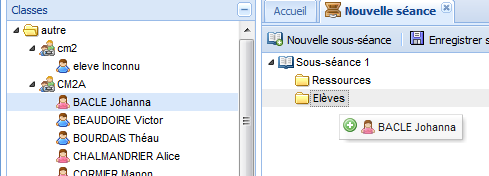 Classes
autre
cm2
eleve Inconnu
CM2A
BACLE Johanna
BEAUDOIRE Victor
BOURDAIS Théau
CHALMANDRIER Alice
CORMIER Manon
Accueil
Nouvelle séance
Nouvelle sous-séance
Enregistrer s
Sous-séance 1
Ressources
Elèves
BACLE Johanna